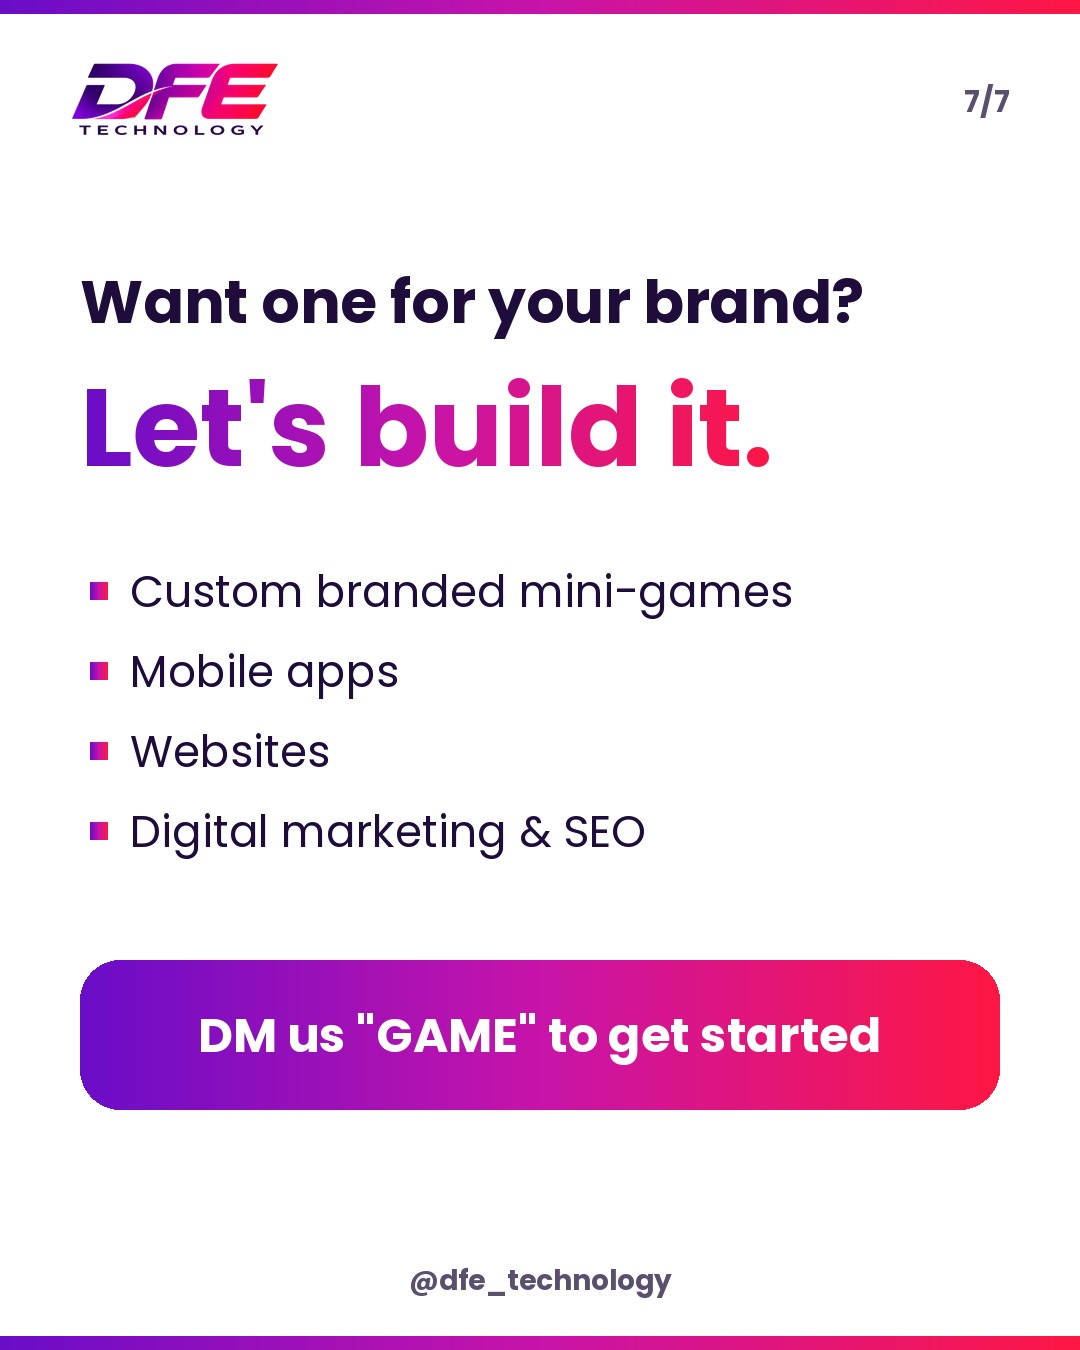 DFE
TECHNOLOGY
7/7
Want one for your brand?
Let's build it.
Custom branded mini-games
Mobile apps
Websites
Digital marketing & SEO
DM us "GAME" to get started
@dfe_technology